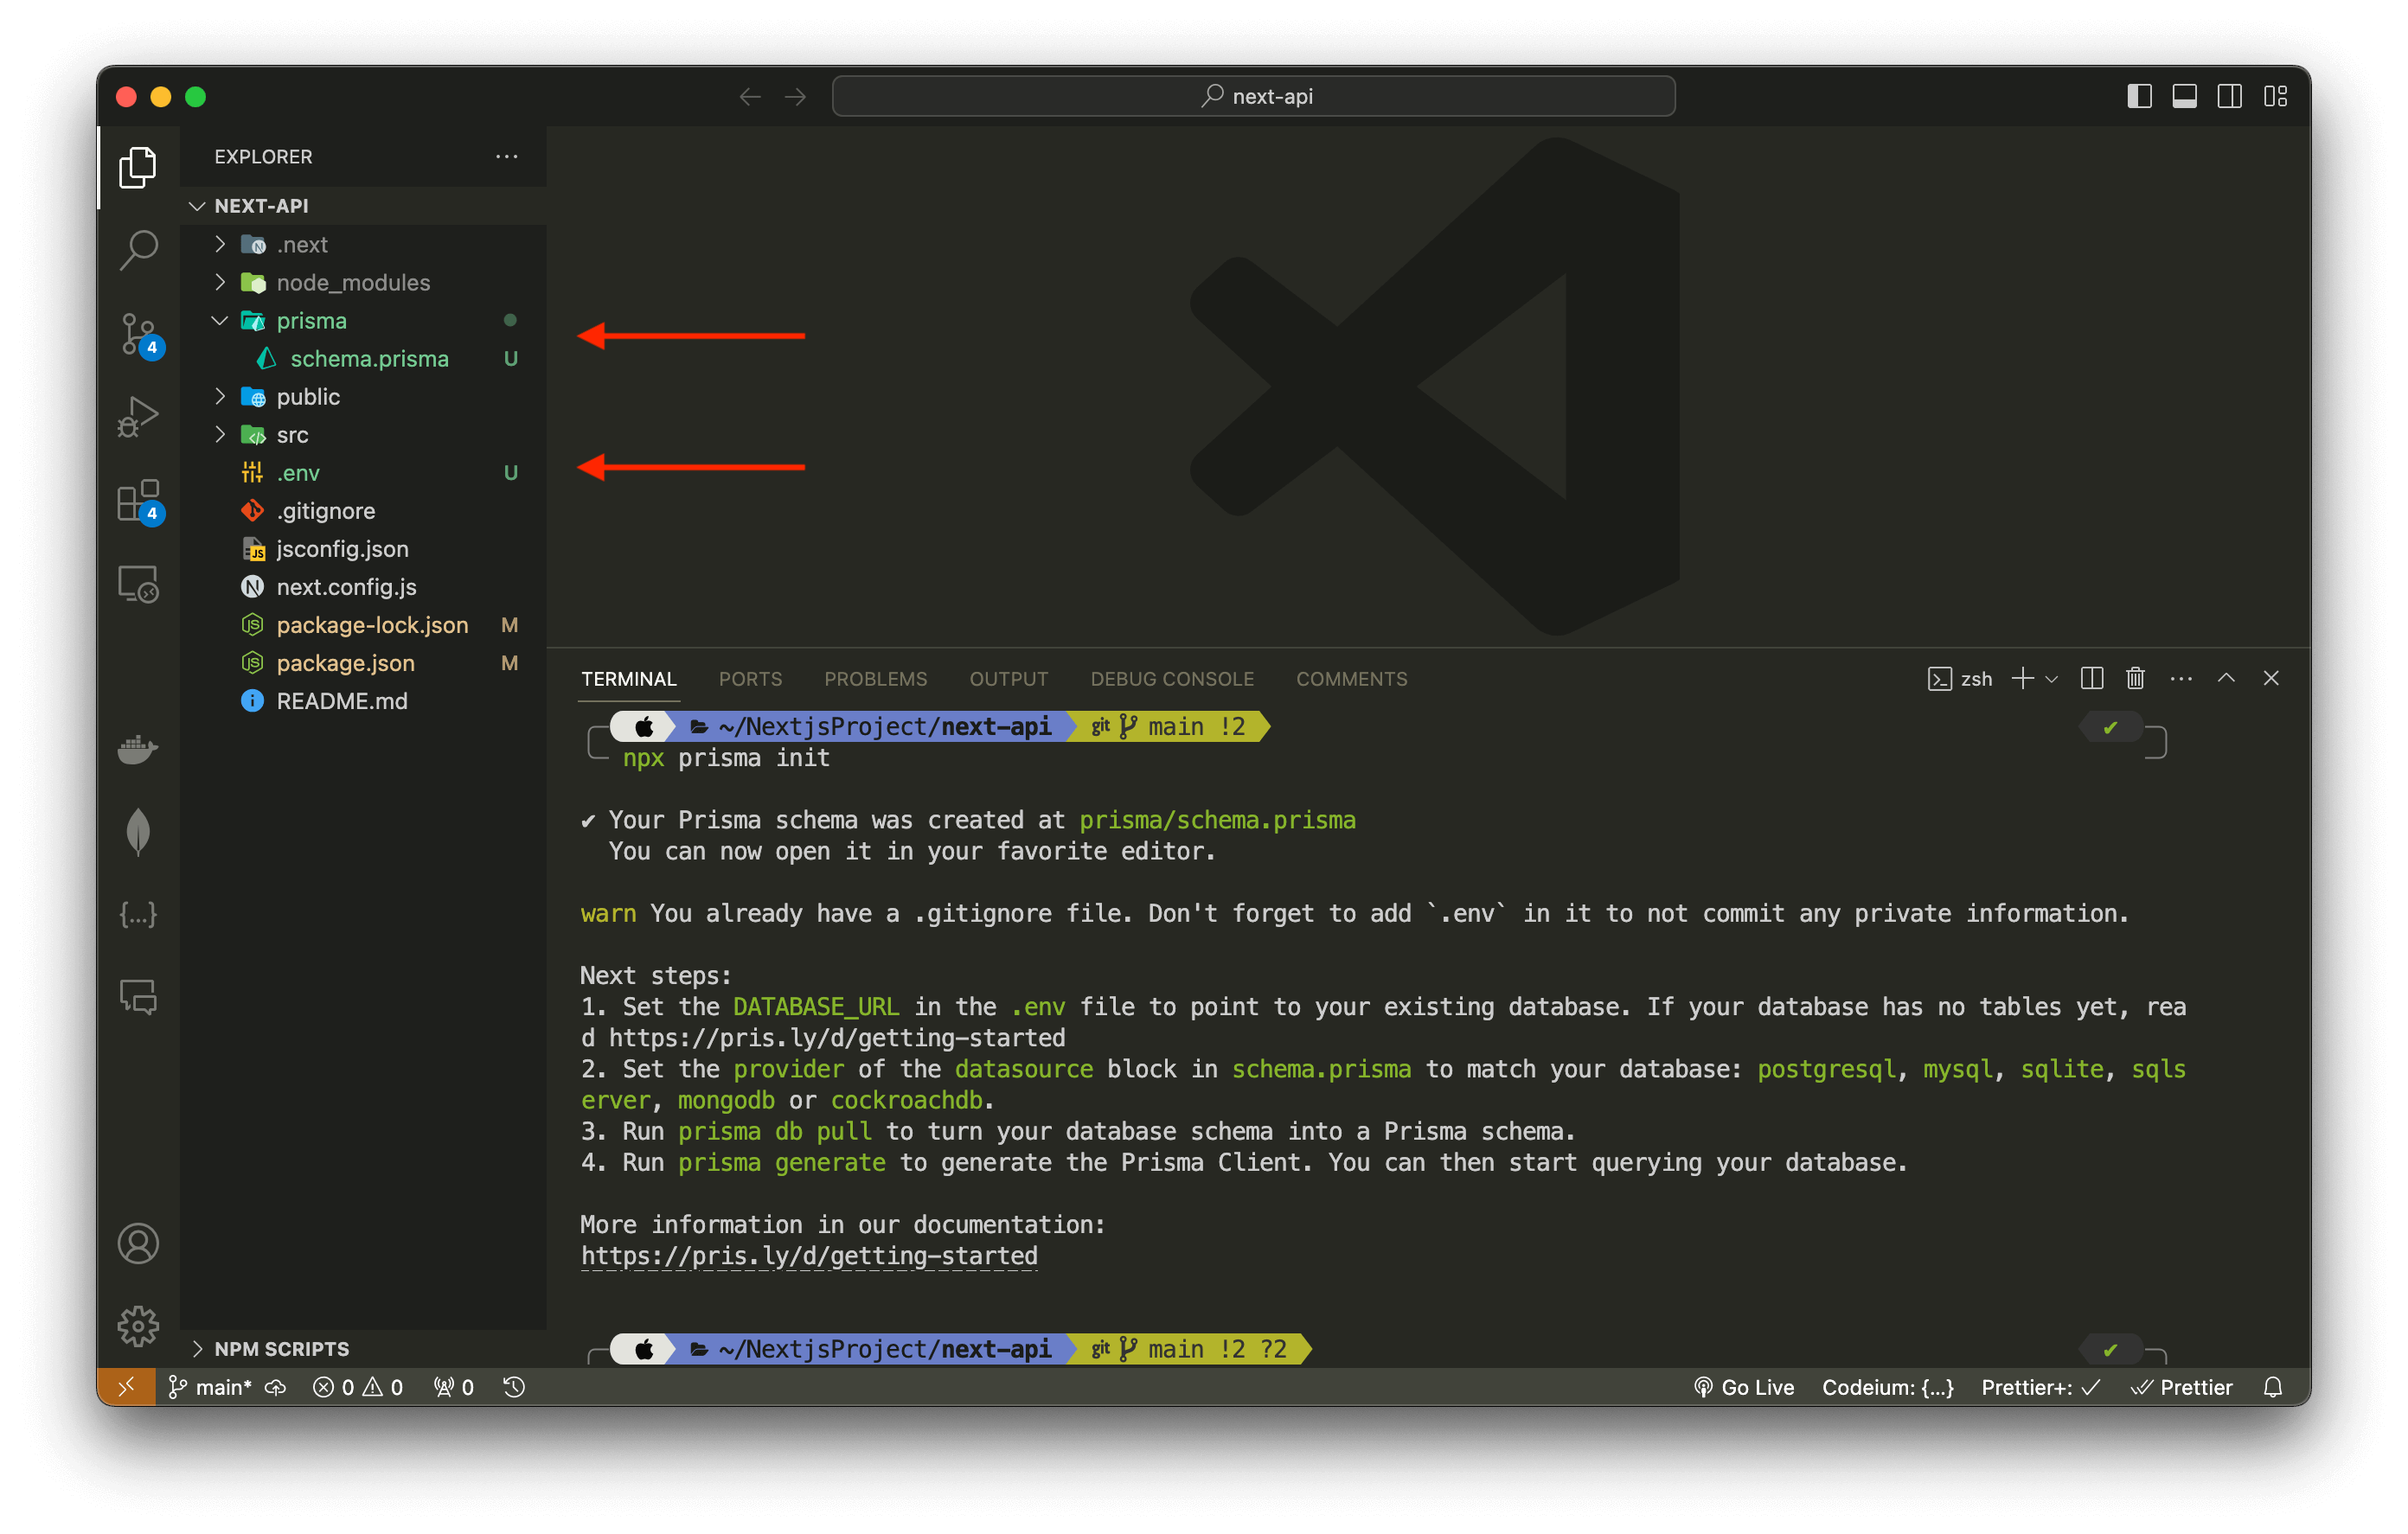 next-api
EXPLORER
NEXT-API
.next
node_modules
prisma
schema.prisma U
public
src
.env U
.gitignore
jsconfig.json
next.config.js
package-lock.json M
package.json M
README.md
NPM SCRIPTS
4
4
TERMINAL PORTS PROBLEMS OUTPUT DEBUG CONSOLE COMMENTS zsh
~/NextjsProject/next-api git main !2 ✔
npx prisma init
✔ Your Prisma schema was created at prisma/schema.prisma
You can now open it in your favorite editor.
warn You already have a .gitignore file. Don't forget to add `.env` in it to not commit any private information.
Next steps:
1. Set the DATABASE_URL in the .env file to point to your existing database. If your database has no tables yet, rea
d https://pris.ly/d/getting-started
2. Set the provider of the datasource block in schema.prisma to match your database: postgresql, mysql, sqlite, sqls
erver, mongodb or cockroachdb.
3. Run prisma db pull to turn your database schema into a Prisma schema.
4. Run prisma generate to generate the Prisma Client. You can then start querying your database.
More information in our documentation:
https://pris.ly/d/getting-started
~/NextjsProject/next-api git main !2 ?2 ✔
main* 0 0 0 Go Live Codeium: {...} Prettier+: ✓ Prettier